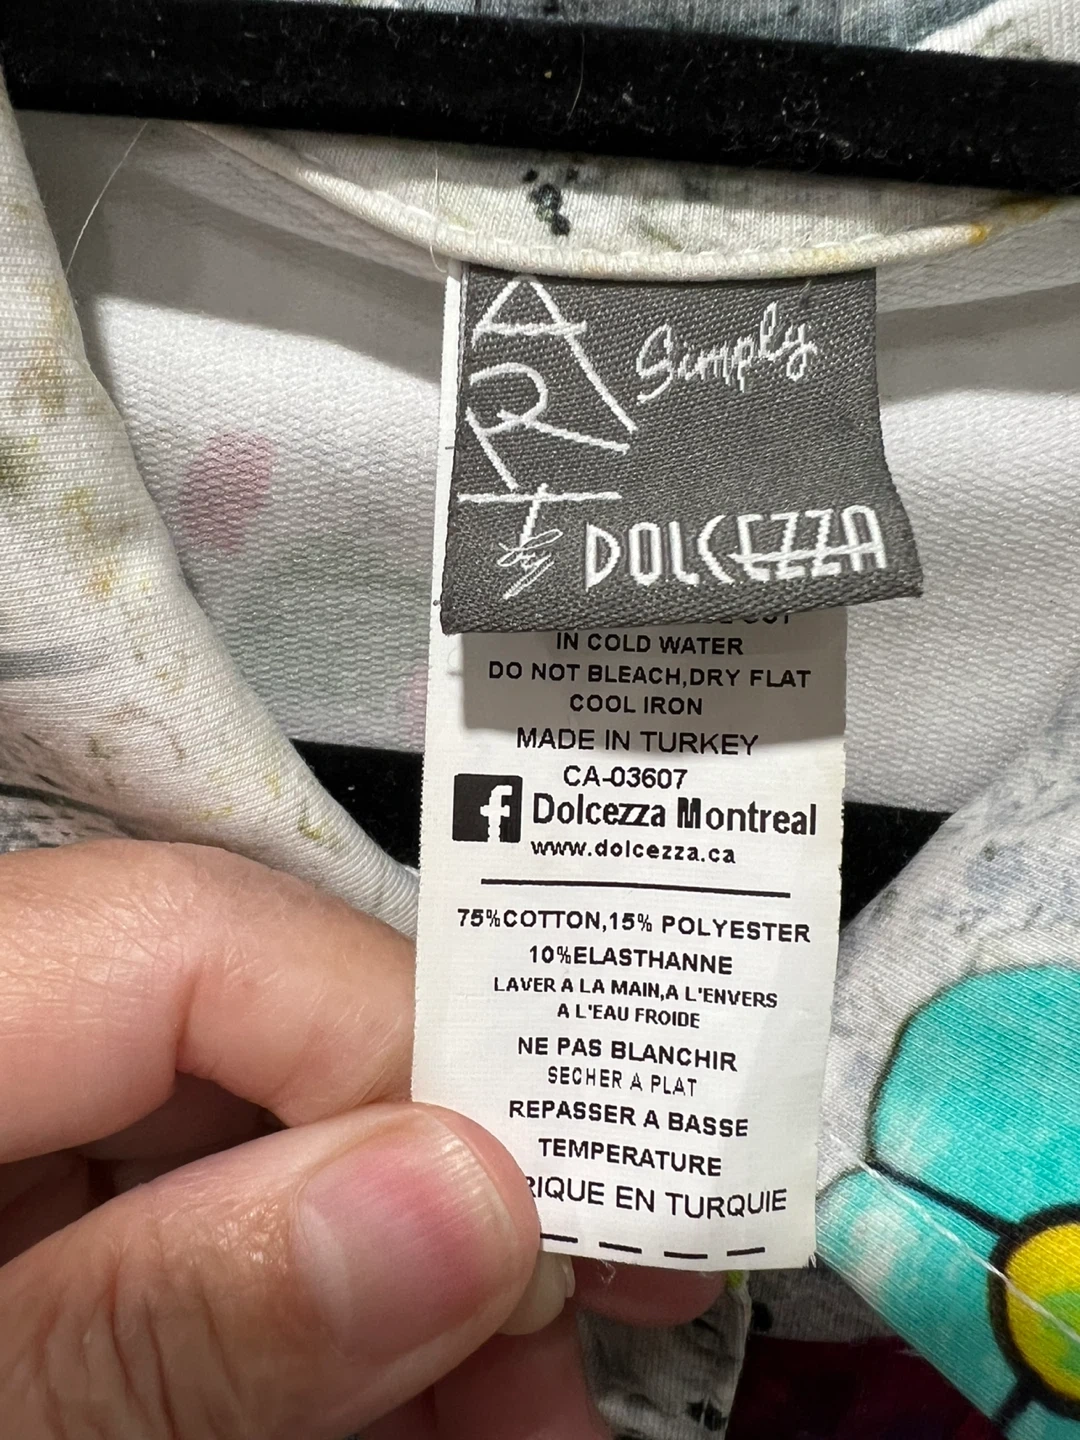 Simply
ART
by DOLCEZZA
IN COLD WATER
DO NOT BLEACH,DRY FLAT
COOL IRON
MADE IN TURKEY
CA-03607
f Dolcezza Montreal
www.dolcezza.ca
75%COTTON,15% POLYESTER
10%ELASTHANNE
LAVER A LA MAIN,A L'ENVERS
A L'EAU FROIDE
NE PAS BLANCHIR
SECHER A PLAT
REPASSER A BASSE
TEMPERATURE
RIQUE EN TURQUIE